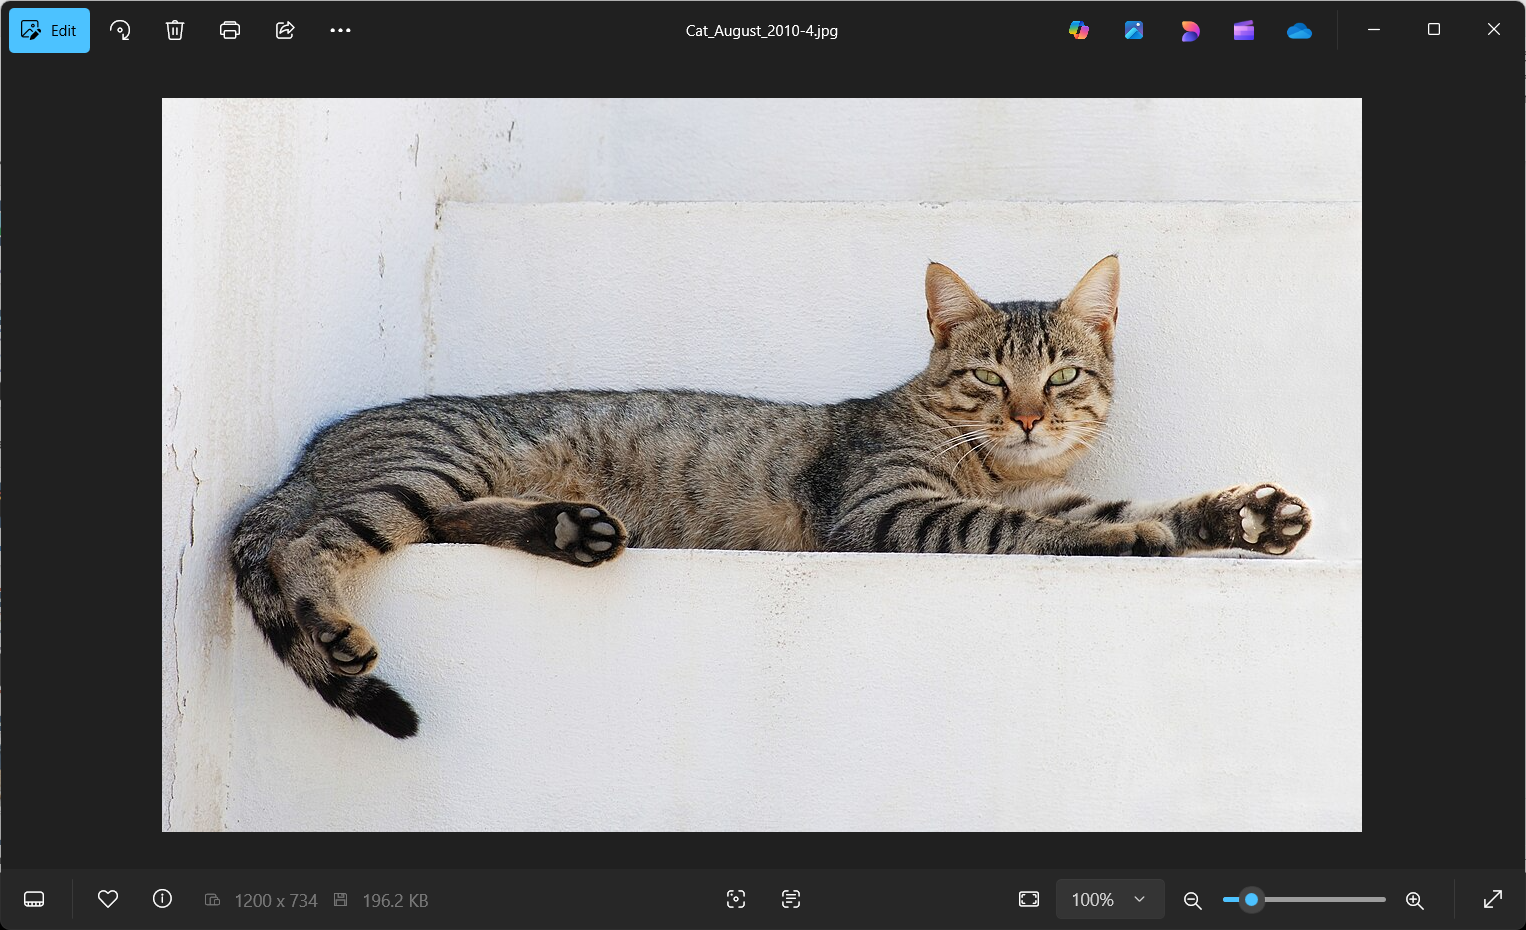 Edit
Cat_August_2010-4.jpg
1200 x 734
196.2 KB
100%